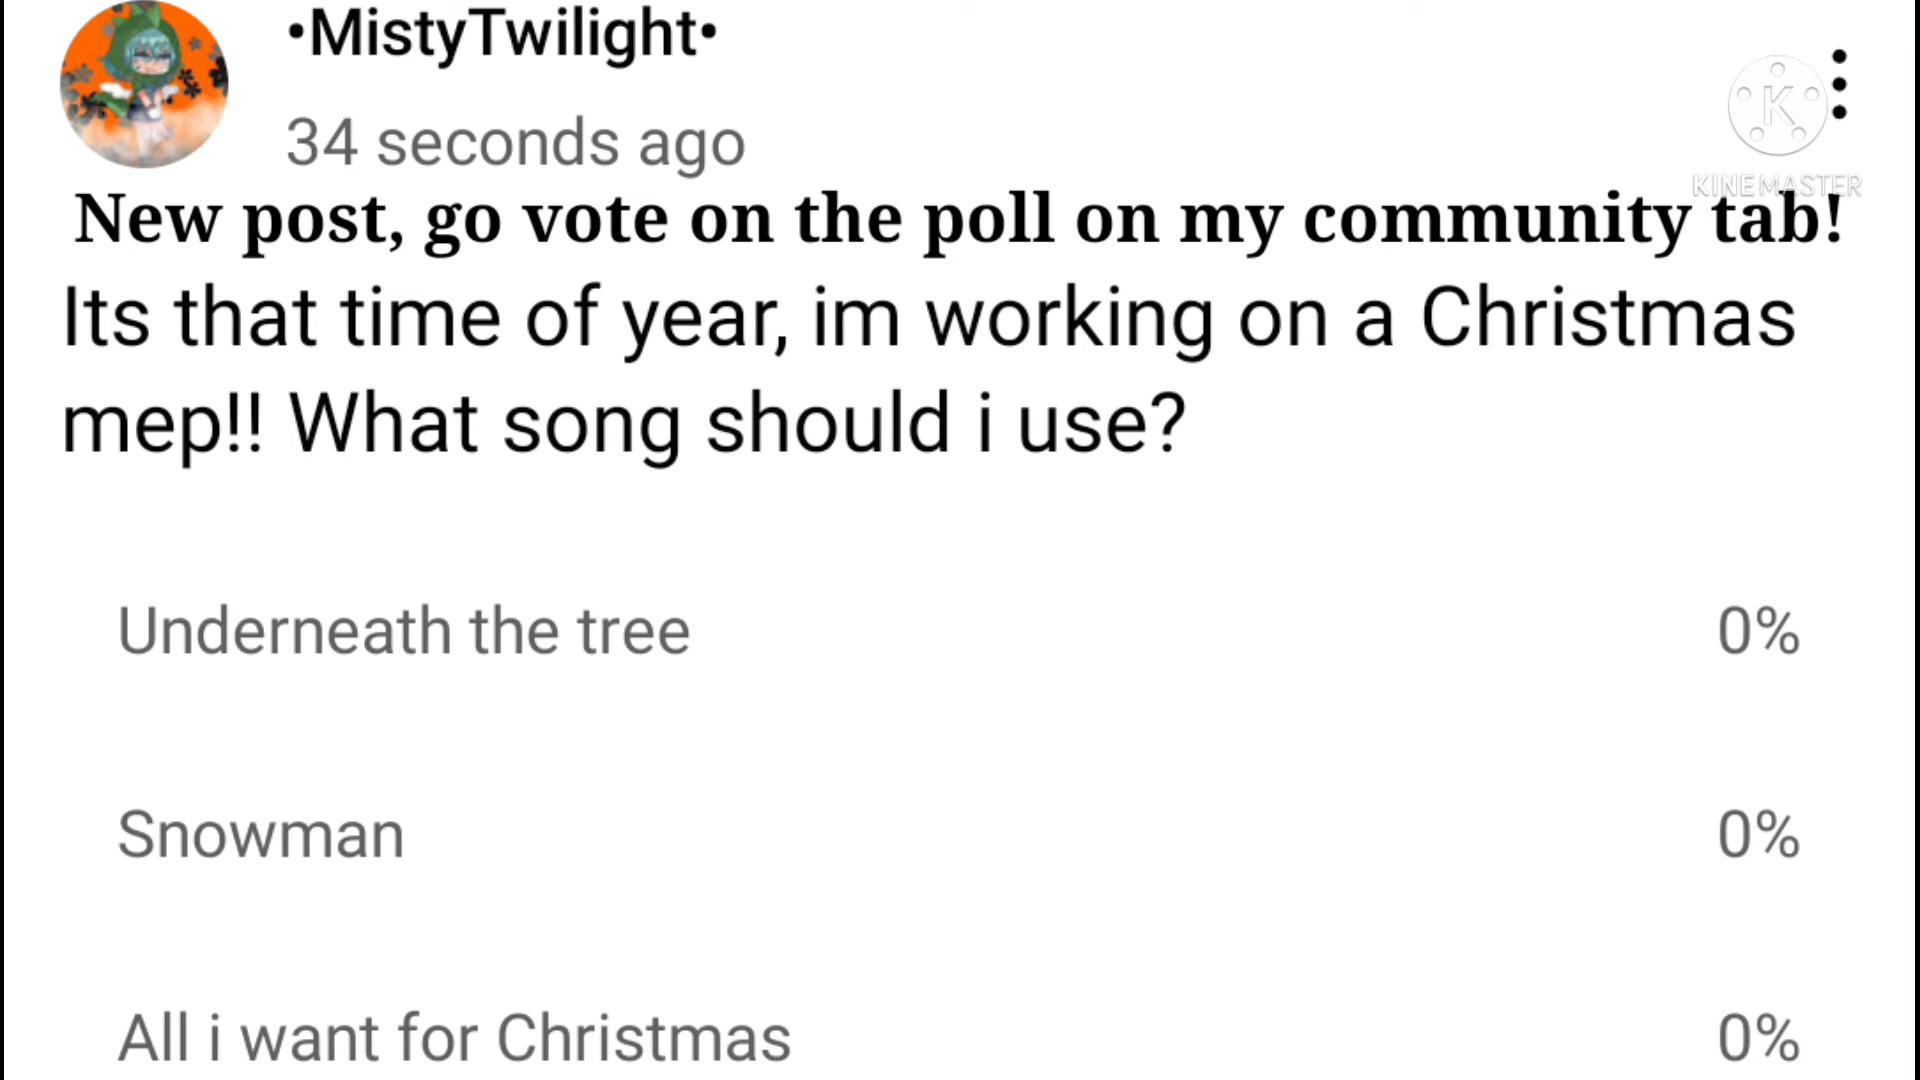 •MistyTwilight•
34 seconds ago
K
KINEMASTER
New post, go vote on the poll on my community tab!
Its that time of year, im working on a Christmas
mep!! What song should i use?
Underneath the tree 0%
Snowman 0%
All i want for Christmas 0%